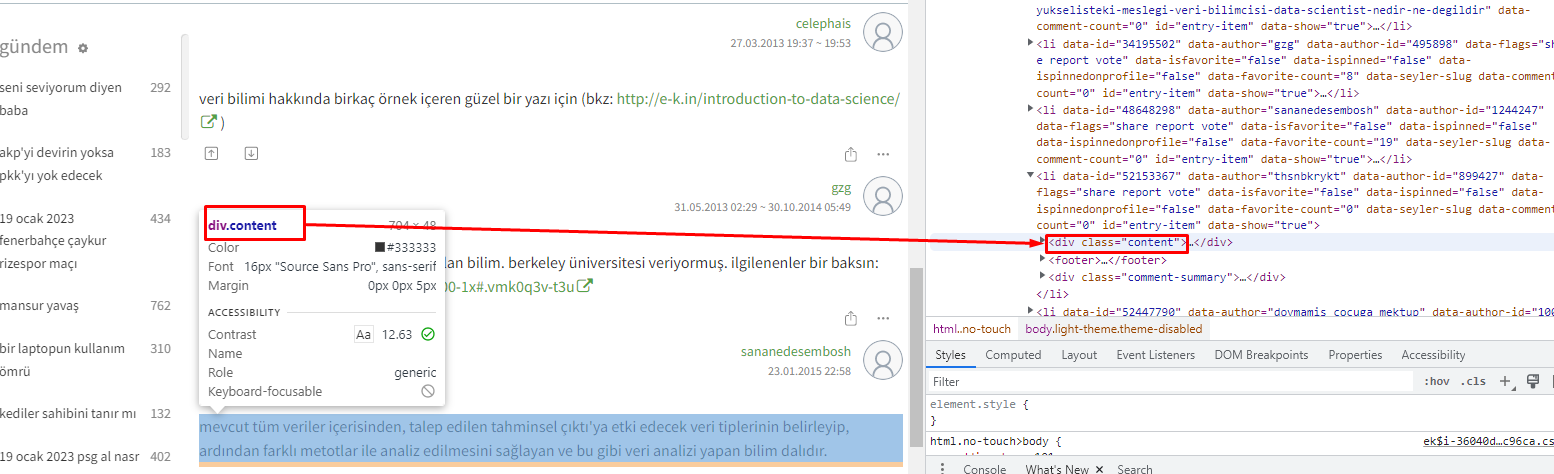 gündem
seni seviyorum diyen 292
baba
akp'yi devirin yoksa 183
pkk'yı yok edecek
19 ocak 2023 434
fenerbahçe çaykur
rizespor maçı
mansur yavaş 762
bir laptopun kullanım 310
ömrü
kediler sahibini tanır mı 132
19 ocak 2023 psg al nasr 402
celephais
27.03.2013 19:37 ~ 19:53
veri bilimi hakkında birkaç örnek içeren güzel bir yazı için (bkz: http://e-k.in/introduction-to-data-science/
)
gzg
31.05.2013 02:29 ~ 30.10.2014 05:49
lan bilim. berkeley üniversitesi veriyormuş. ilgilenenler bir baksın:
00-1x#.vmk0q3v-t3u
sananedesembosh
23.01.2015 22:58
mevcut tüm veriler içerisinden, talep edilen tahminsel çıktı'ya etki edecek veri tiplerinin belirleyip,
ardından farklı metotlar ile analiz edilmesini sağlayan ve bu gibi veri analizi yapan bilim dalıdır.
div.content 704 × 48
Color #333333
Font 16px "Source Sans Pro", sans-serif
Margin 0px 0px 5px
ACCESSIBILITY
Contrast Aa 12.63
Name
Role generic
Keyboard-focusable
yukselisteki-meslegi-veri-bilimcisi-data-scientist-nedir-ne-degildir" data-
comment-count="0" id="entry-item" data-show="true">…</li>
<li data-id="34195502" data-author="gzg" data-author-id="495898" data-flags="sh
e report vote" data-isfavorite="false" data-ispinned="false" data-
ispinnedonprofile="false" data-favorite-count="8" data-seyler-slug data-comment
count="0" id="entry-item" data-show="true">…</li>
<li data-id="48648298" data-author="sananedesembosh" data-author-id="1244247"
data-flags="share report vote" data-isfavorite="false" data-ispinned="false"
data-ispinnedonprofile="false" data-favorite-count="19" data-seyler-slug data-
comment-count="0" id="entry-item" data-show="true">…</li>
<li data-id="52153367" data-author="thsnbkrykt" data-author-id="899427" data-
flags="share report vote" data-isfavorite="false" data-ispinned="false" data-
ispinnedonprofile="false" data-favorite-count="0" data-seyler-slug data-comment
count="0" id="entry-item" data-show="true">
<div class="content">…</div>
<footer>…</footer>
<div class="comment-summary">…</div>
</li>
<li data-id="52447790" data-author="doymamis cocuga mektup" data-author-id="100
html..no-touch body.light-theme.theme-disabled
Styles Computed Layout Event Listeners DOM Breakpoints Properties Accessibility
Filter :hov .cls +
element.style {
}
html.no-touch>body { ek$i-36040d…c96ca.cs
Console What's New × Search